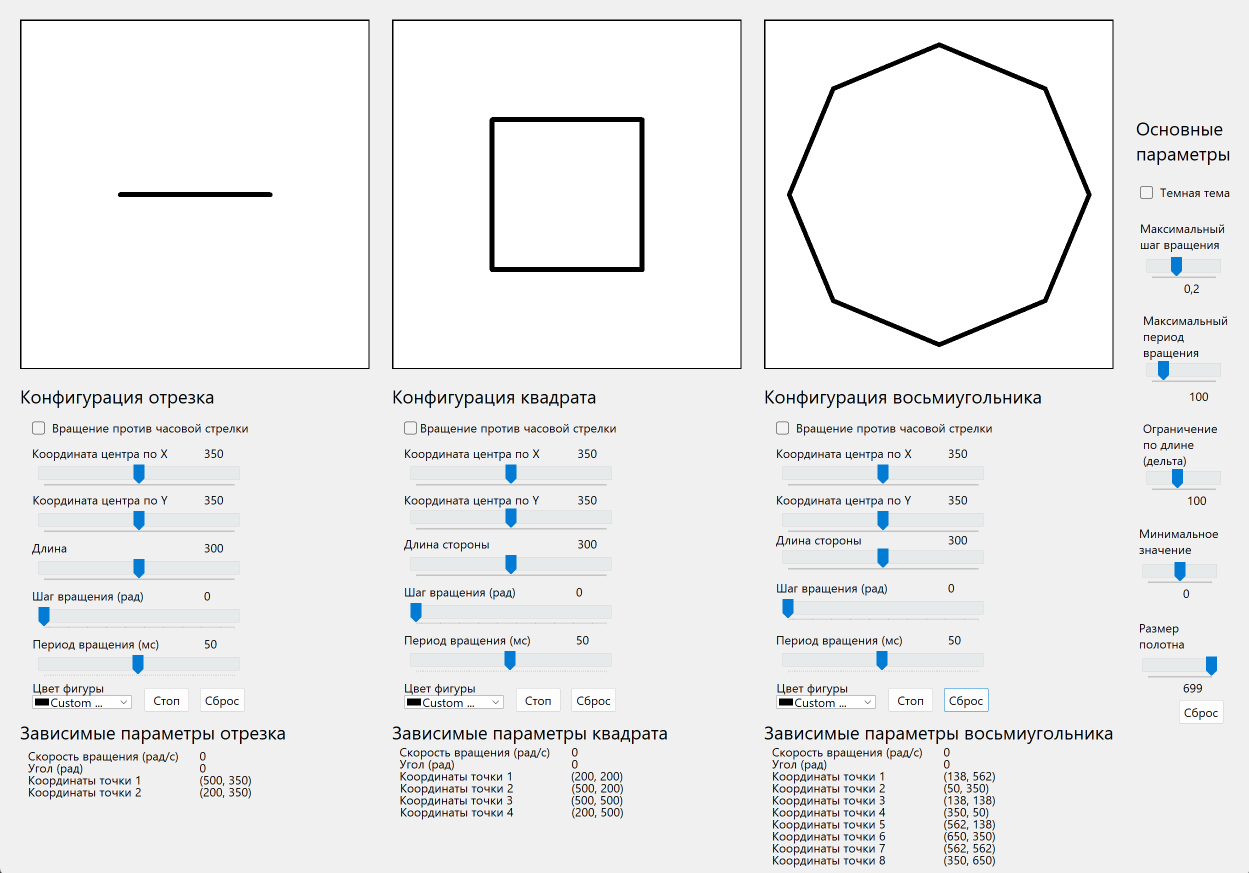 Конфигурация отрезка
Вращение против часовой стрелки
Координата центра по X 350
Координата центра по Y 350
Длина 300
Шаг вращения (рад) 0
Период вращения (мс) 50
Цвет фигуры
Custom ... Стоп Сброс
Зависимые параметры отрезка
Скорость вращения (рад/с) 0
Угол (рад) 0
Координаты точки 1 (500, 350)
Координаты точки 2 (200, 350)
Конфигурация квадрата
Вращение против часовой стрелки
Координата центра по X 350
Координата центра по Y 350
Длина стороны 300
Шаг вращения (рад) 0
Период вращения (мс) 50
Цвет фигуры
Custom ... Стоп Сброс
Зависимые параметры квадрата
Скорость вращения (рад/с) 0
Угол (рад) 0
Координаты точки 1 (200, 200)
Координаты точки 2 (500, 200)
Координаты точки 3 (500, 500)
Координаты точки 4 (200, 500)
Конфигурация восьмиугольника
Вращение против часовой стрелки
Координата центра по X 350
Координата центра по Y 350
Длина стороны 300
Шаг вращения (рад) 0
Период вращения (мс) 50
Цвет фигуры
Custom ... Стоп Сброс
Зависимые параметры восьмиугольника
Скорость вращения (рад/с) 0
Угол (рад) 0
Координаты точки 1 (138, 562)
Координаты точки 2 (50, 350)
Координаты точки 3 (138, 138)
Координаты точки 4 (350, 50)
Координаты точки 5 (562, 138)
Координаты точки 6 (650, 350)
Координаты точки 7 (562, 562)
Координаты точки 8 (350, 650)
Основные
параметры
Темная тема
Максимальный
шаг вращения
0,2
Максимальный
период
вращения
100
Ограничение
по длине
(дельта)
100
Минимальное
значение
0
Размер
полотна
699
Сброс